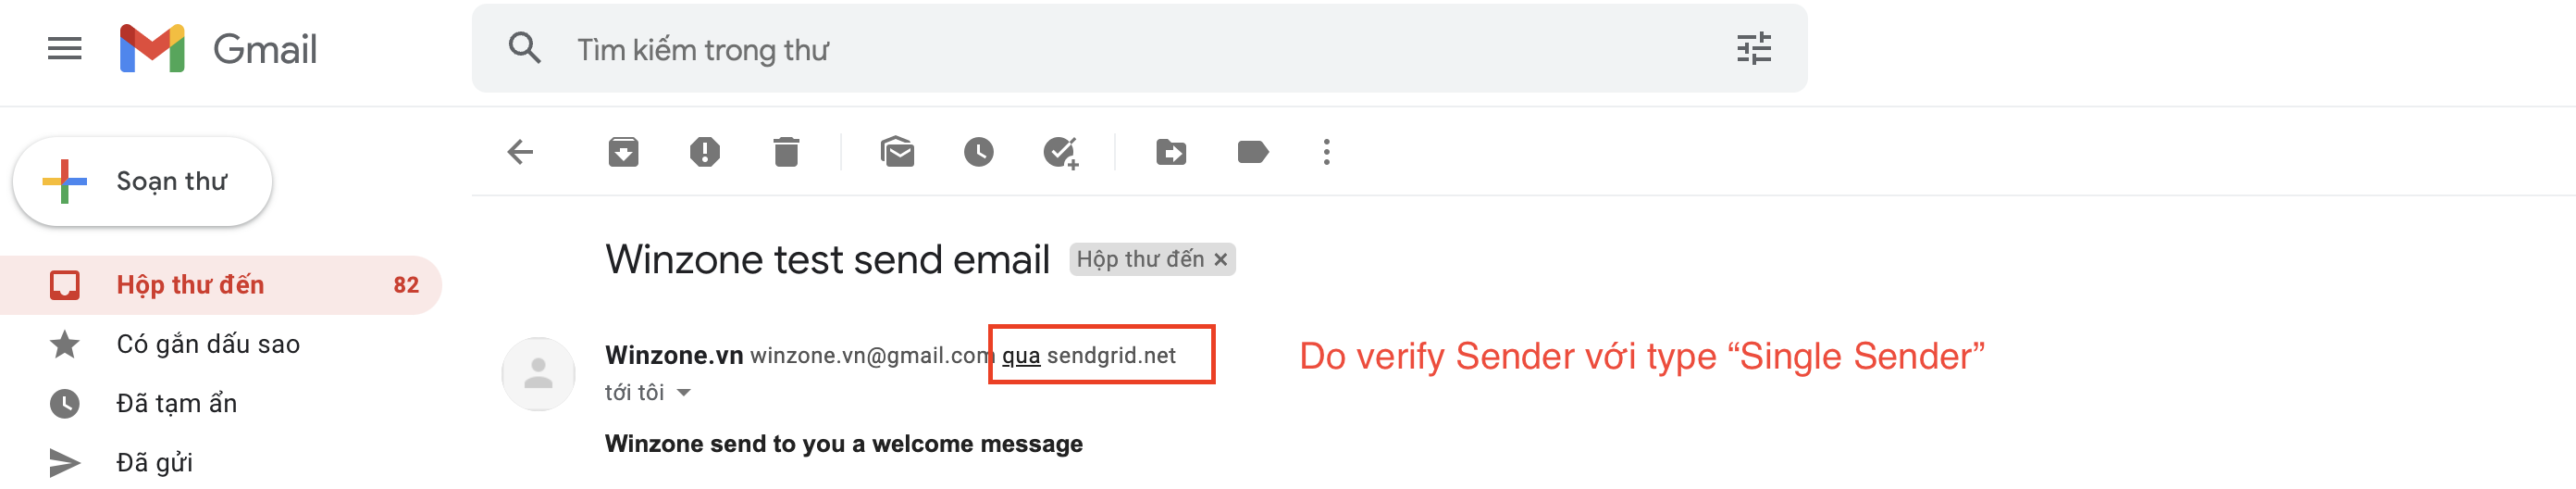 Gmail
Tìm kiếm trong thư
Soạn thư
Hộp thư đến 82
Có gắn dấu sao
Đã tạm ẩn
Đã gửi
Winzone test send email Hộp thư đến ×
Winzone.vn winzone.vn@gmail.com qua sendgrid.net
tới tôi
Do verify Sender với type “Single Sender”
Winzone send to you a welcome message